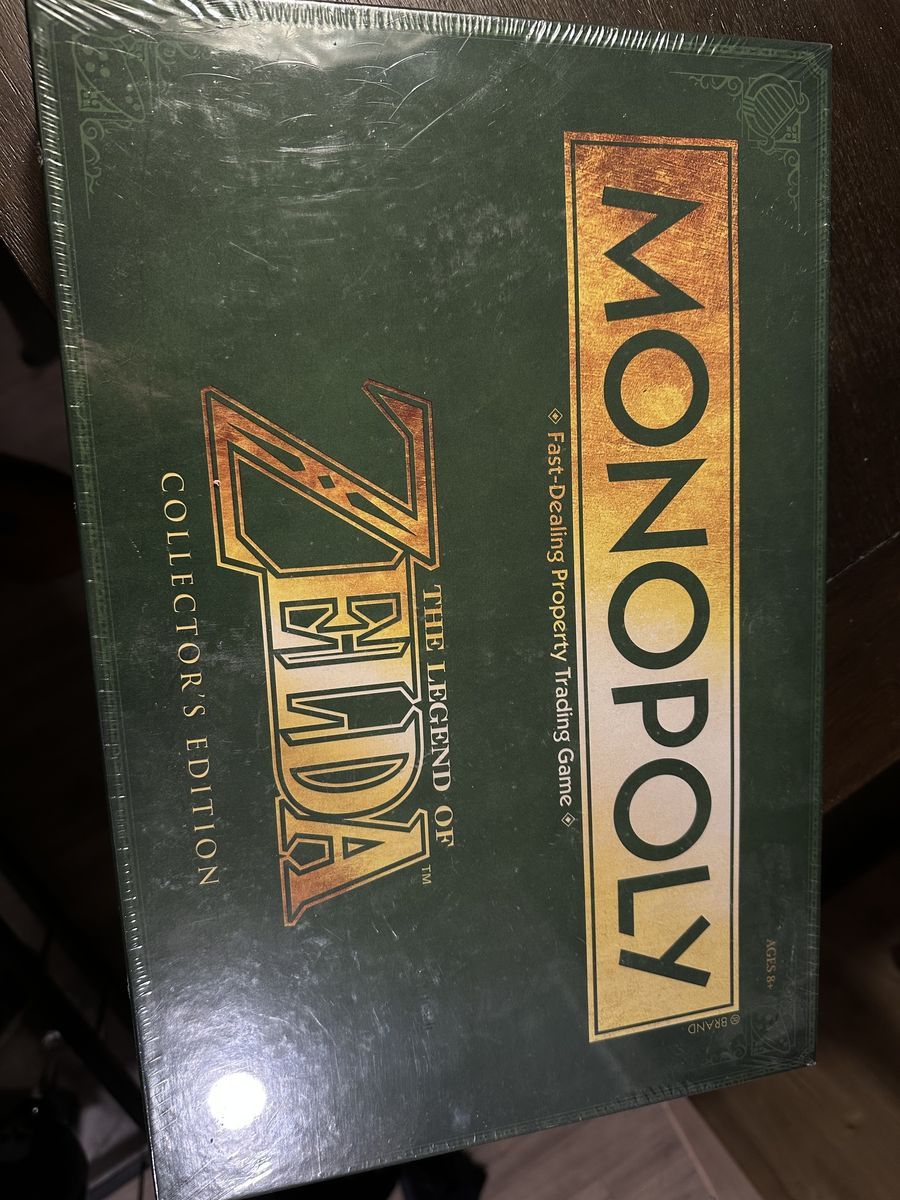 AGES 8+
MONOPOLY
® BRAND
◈ Fast-Dealing Property Trading Game ◈
THE LEGEND OF
ZELDA™
COLLECTOR'S EDITION